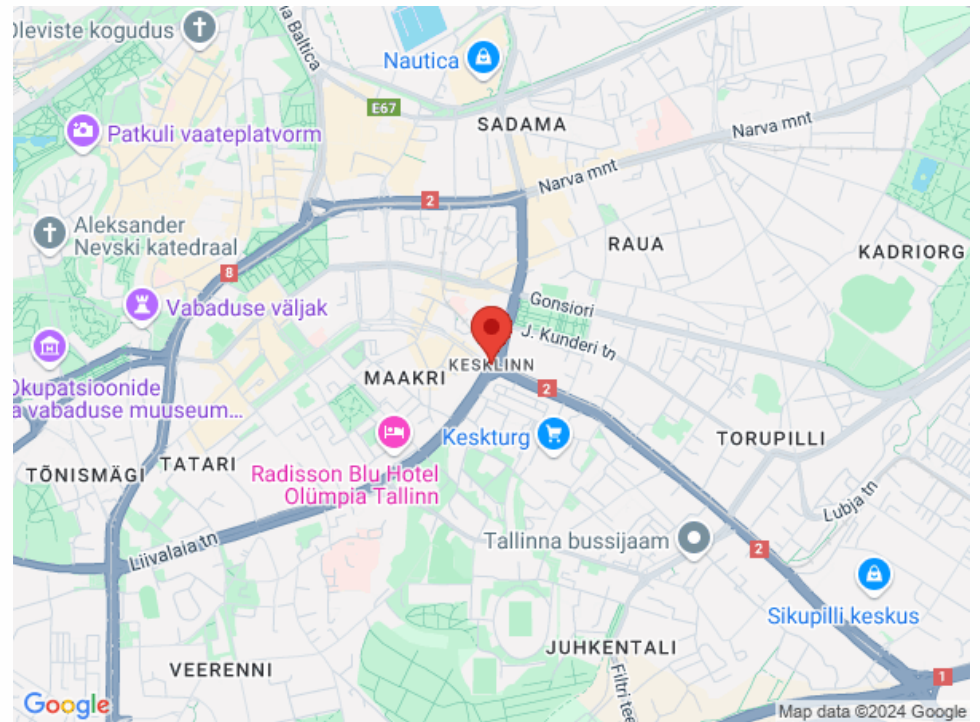 Oleviste kogudus
Baltica
Nautica
E67
SADAMA
Narva mnt
Patkuli vaateplatvorm
Narva mnt
2
Aleksander
Nevski katedraal
RAUA
KADRIORG
8
Vabaduse väljak
Gonsiori
J. Kunderi tn
KESKLINN
MAAKRI
2
Okupatsioonide
a vabaduse muuseum...
Keskturg
TORUPILLI
TÕNISMÄGI
TATARI
Radisson Blu Hotel
Olümpia Tallinn
Lubja tn
Liivalaia tn
Tallinna bussijaam
2
Sikupilli keskus
JUHKENTALI
VEERENNI
Filtri tee
1
Google
Map data ©2024 Google